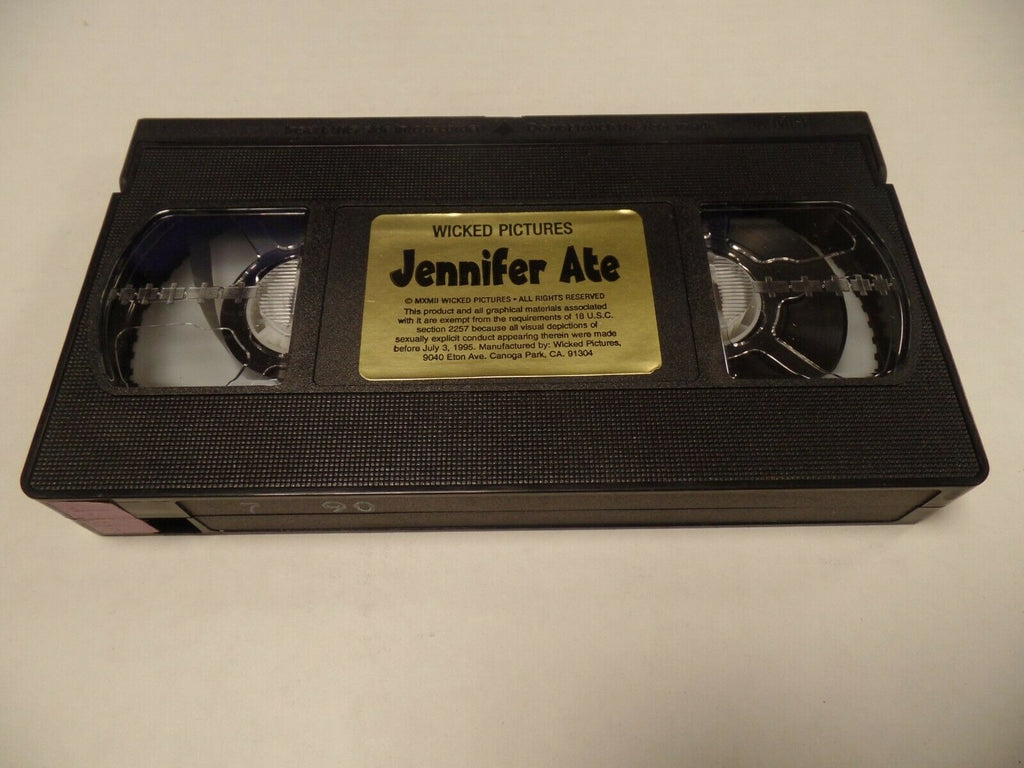 WICKED PICTURES
Jennifer Ate
© MXMII WICKED PICTURES • ALL RIGHTS RESERVED
This product and all graphical materials associated
with it are exempt from the requirements of 18 U.S.C.
section 2257 because all visual depictions of
sexually explicit conduct appearing therein were made
before July 3, 1995. Manufactured by: Wicked Pictures,
9040 Eton Ave. Canoga Park, CA. 91304